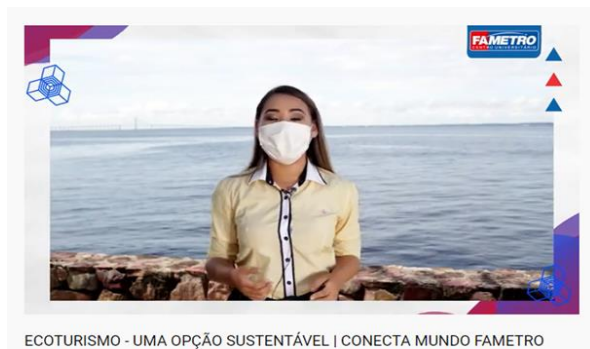 FAMETRO
CENTRO UNIVERSITÁRIO
ECOTURISMO - UMA OPÇÃO SUSTENTÁVEL | CONECTA MUNDO FAMETRO